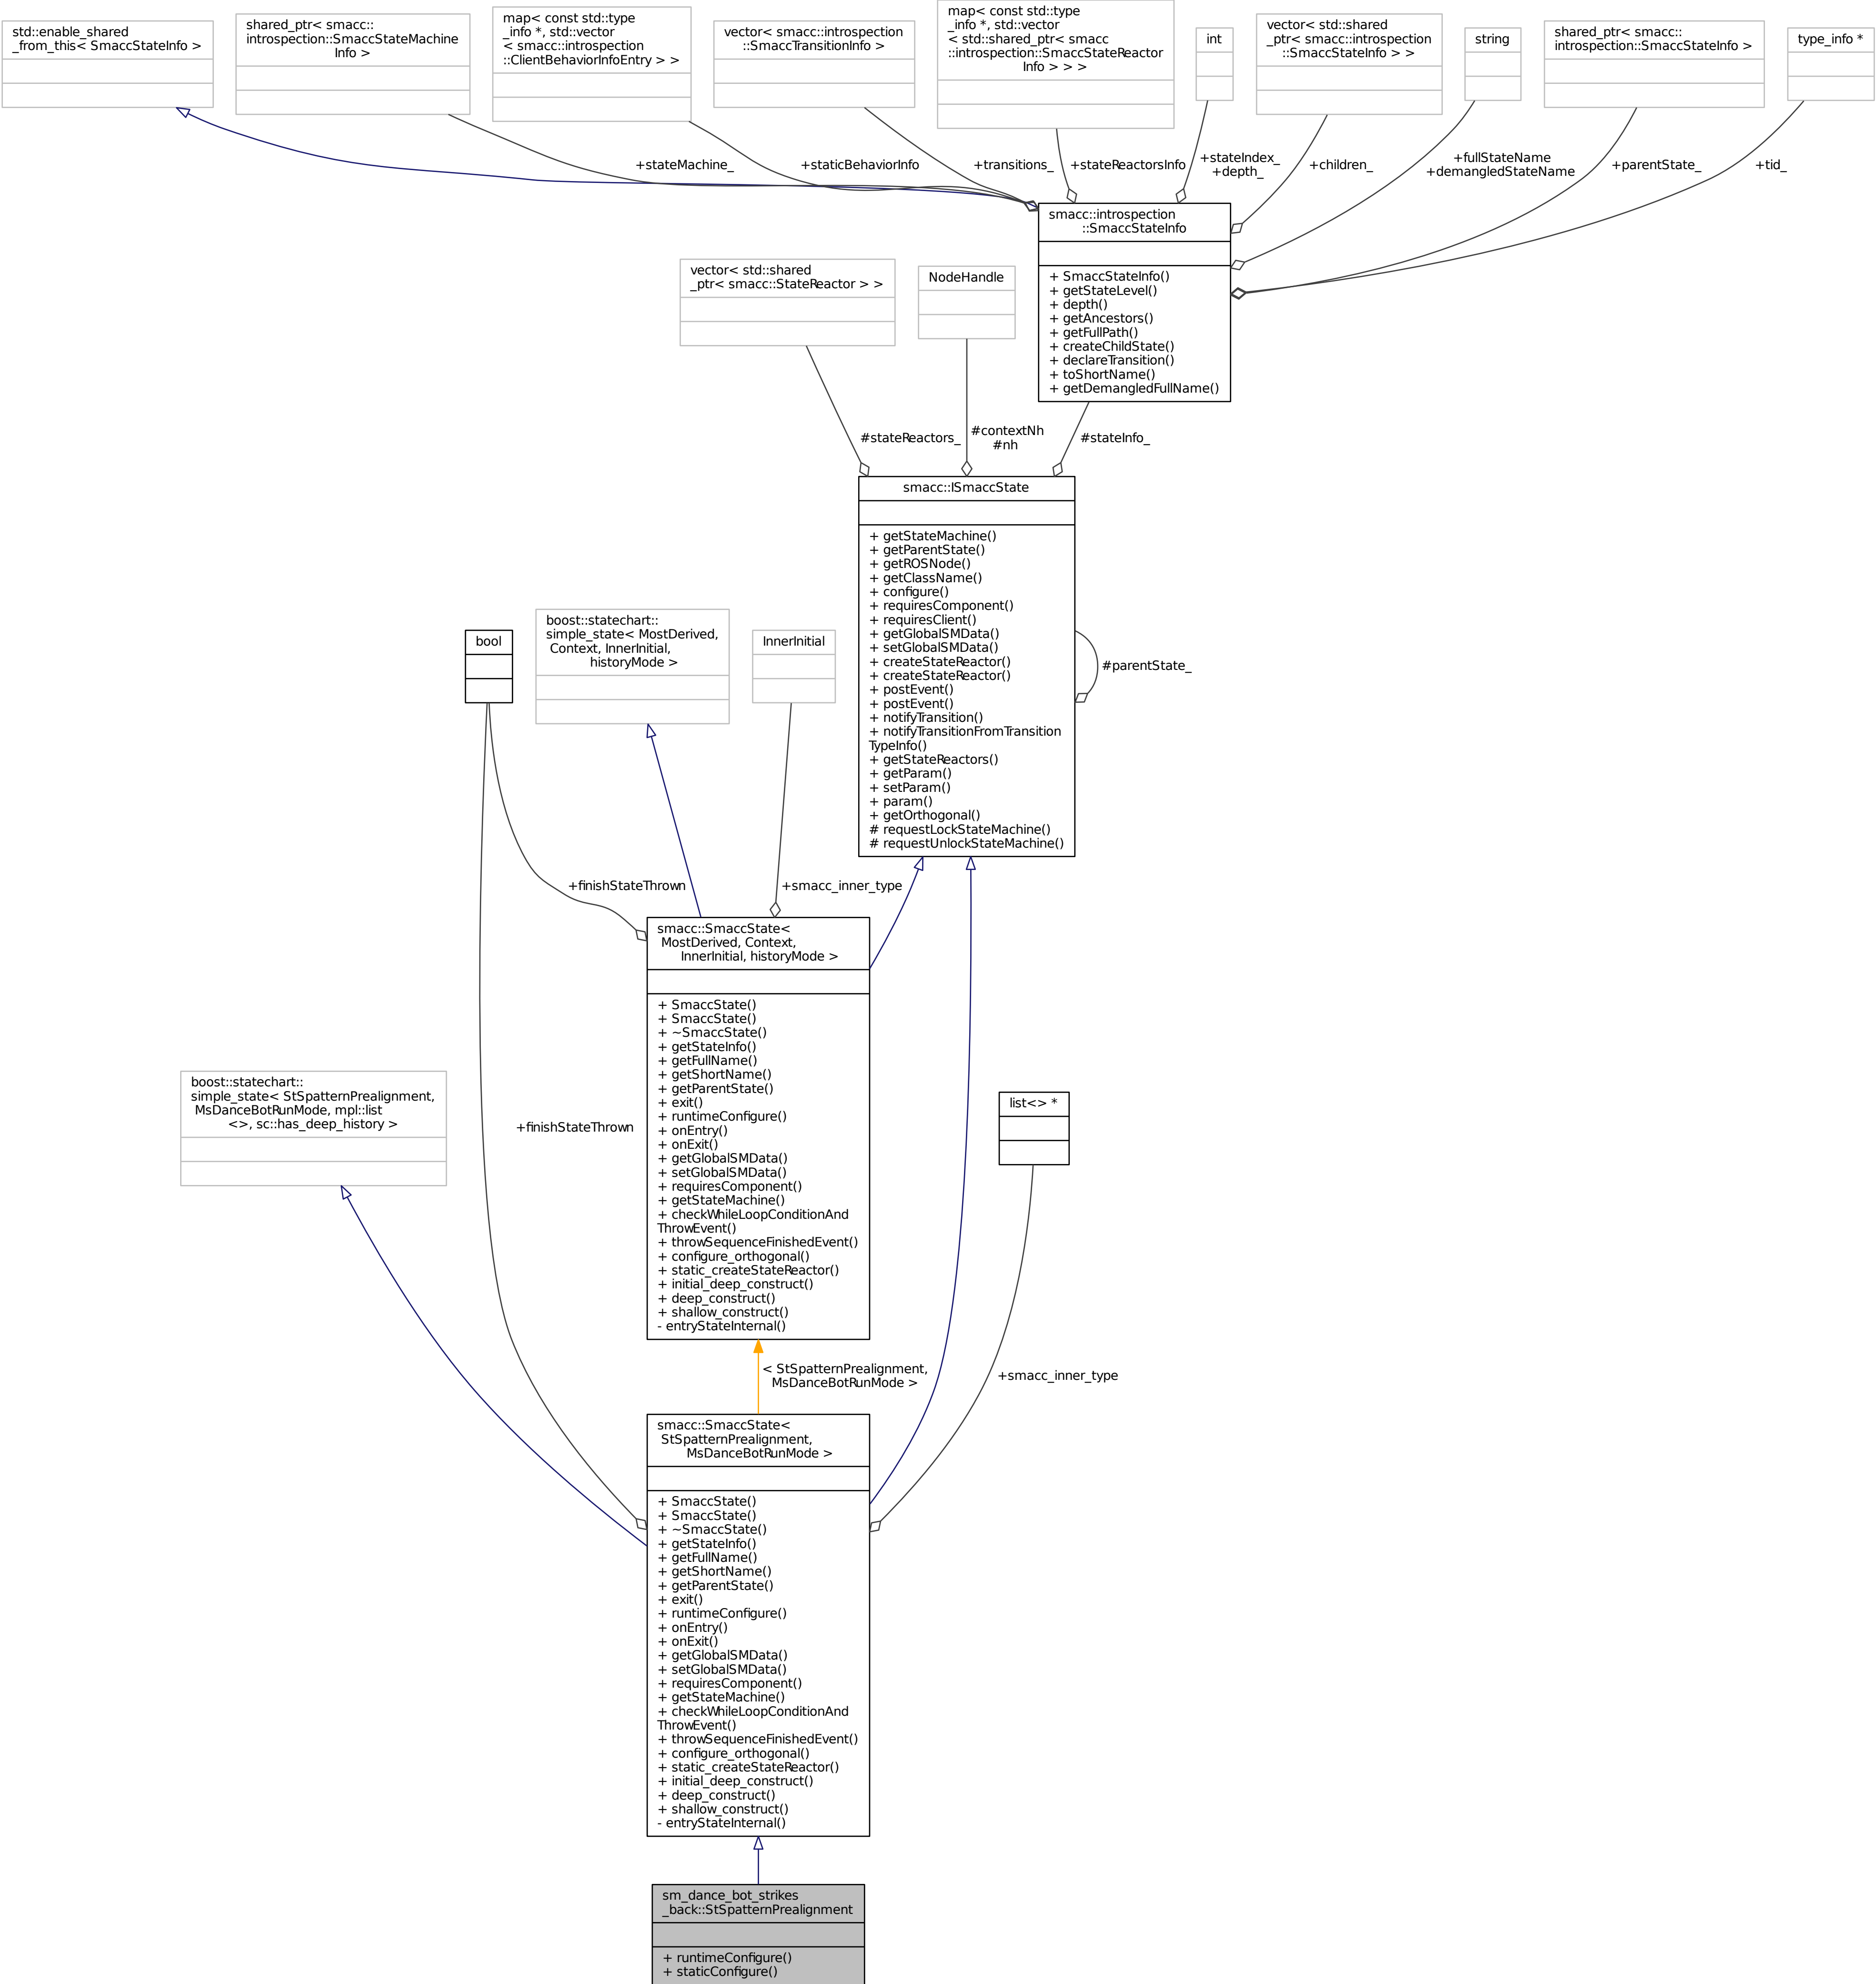 std::enable_shared
_from_this< SmaccStateInfo >
shared_ptr< smacc::
introspection::SmaccStateMachine
Info >
map< const std::type
_info *, std::vector
< smacc::introspection
::ClientBehaviorInfoEntry > >
vector< smacc::introspection
::SmaccTransitionInfo >
map< const std::type
_info *, std::vector
< std::shared_ptr< smacc
::introspection::SmaccStateReactor
Info > > >
int
vector< std::shared
_ptr< smacc::introspection
::SmaccStateInfo > >
string
shared_ptr< smacc::
introspection::SmaccStateInfo >
type_info *
+stateMachine_
+staticBehaviorInfo
+transitions_
+stateReactorsInfo
+stateIndex_
+depth_
+children_
+fullStateName
+demangledStateName
+parentState_
+tid_
smacc::introspection
::SmaccStateInfo
+ SmaccStateInfo()
+ getStateLevel()
+ depth()
+ getAncestors()
+ getFullPath()
+ createChildState()
+ declareTransition()
+ toShortName()
+ getDemangledFullName()
vector< std::shared
_ptr< smacc::StateReactor > >
NodeHandle
#stateReactors_
#contextNh
#nh
#stateInfo_
smacc::ISmaccState
+ getStateMachine()
+ getParentState()
+ getROSNode()
+ getClassName()
+ configure()
+ requiresComponent()
+ requiresClient()
+ getGlobalSMData()
+ setGlobalSMData()
+ createStateReactor()
+ createStateReactor()
+ postEvent()
+ postEvent()
+ notifyTransition()
+ notifyTransitionFromTransition
TypeInfo()
+ getStateReactors()
+ getParam()
+ setParam()
+ param()
+ getOrthogonal()
# requestLockStateMachine()
# requestUnlockStateMachine()
#parentState_
bool
boost::statechart::
simple_state< MostDerived,
Context, InnerInitial,
historyMode >
InnerInitial
+finishStateThrown
+smacc_inner_type
smacc::SmaccState<
MostDerived, Context,
InnerInitial, historyMode >
+ SmaccState()
+ SmaccState()
+ ~SmaccState()
+ getStateInfo()
+ getFullName()
+ getShortName()
+ getParentState()
+ exit()
+ runtimeConfigure()
+ onEntry()
+ onExit()
+ getGlobalSMData()
+ setGlobalSMData()
+ requiresComponent()
+ getStateMachine()
+ checkWhileLoopConditionAnd
ThrowEvent()
+ throwSequenceFinishedEvent()
+ configure_orthogonal()
+ static_createStateReactor()
+ initial_deep_construct()
+ deep_construct()
+ shallow_construct()
- entryStateInternal()
boost::statechart::
simple_state< StSpatternPrealignment,
MsDanceBotRunMode, mpl::list
<>, sc::has_deep_history >
+finishStateThrown
list<> *
< StSpatternPrealignment,
MsDanceBotRunMode >
+smacc_inner_type
smacc::SmaccState<
StSpatternPrealignment,
MsDanceBotRunMode >
+ SmaccState()
+ SmaccState()
+ ~SmaccState()
+ getStateInfo()
+ getFullName()
+ getShortName()
+ getParentState()
+ exit()
+ runtimeConfigure()
+ onEntry()
+ onExit()
+ getGlobalSMData()
+ setGlobalSMData()
+ requiresComponent()
+ getStateMachine()
+ checkWhileLoopConditionAnd
ThrowEvent()
+ throwSequenceFinishedEvent()
+ configure_orthogonal()
+ static_createStateReactor()
+ initial_deep_construct()
+ deep_construct()
+ shallow_construct()
- entryStateInternal()
sm_dance_bot_strikes
_back::StSpatternPrealignment
+ runtimeConfigure()
+ staticConfigure()